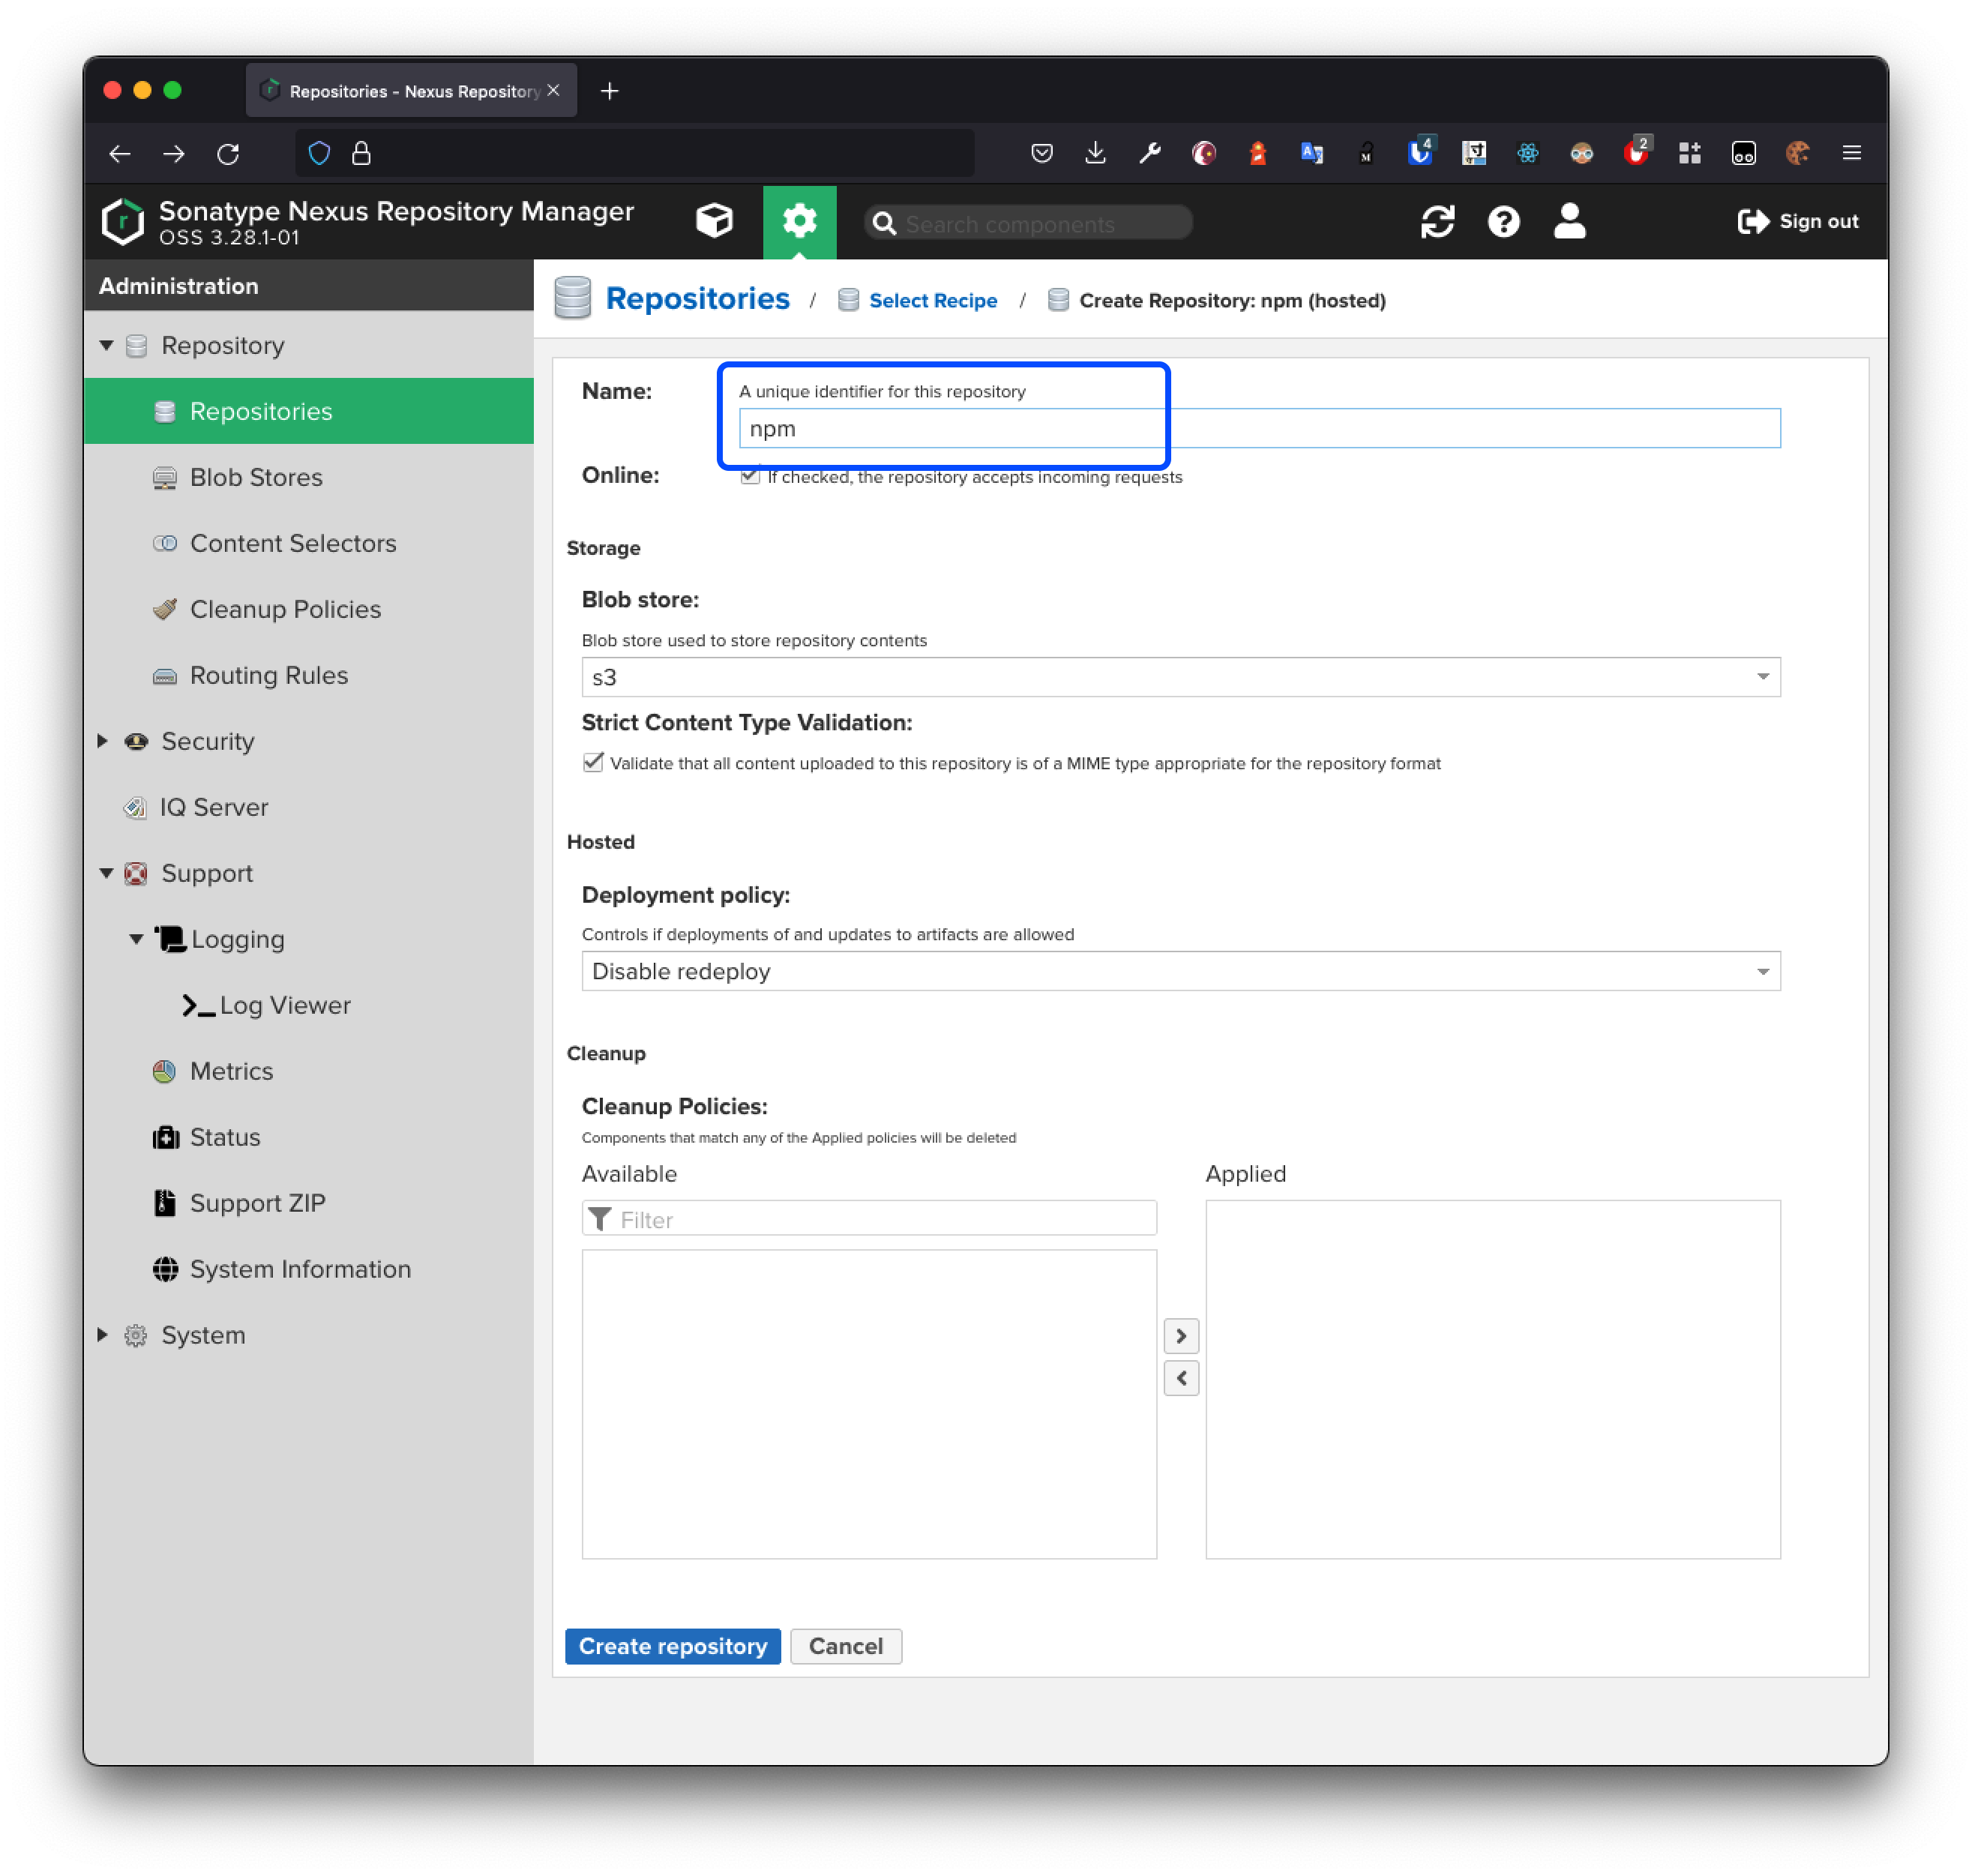 Repositories - Nexus Repository
4
2
Sonatype Nexus Repository Manager
OSS 3.28.1-01
Search components
Sign out
Administration
Repository
Repositories
Blob Stores
Content Selectors
Cleanup Policies
Routing Rules
Security
IQ Server
Support
Logging
Log Viewer
Metrics
Status
Support ZIP
System Information
System
Repositories / Select Recipe / Create Repository: npm (hosted)
Name:
A unique identifier for this repository
npm
Online:
If checked, the repository accepts incoming requests
Storage
Blob store:
Blob store used to store repository contents
s3
Strict Content Type Validation:
Validate that all content uploaded to this repository is of a MIME type appropriate for the repository format
Hosted
Deployment policy:
Controls if deployments of and updates to artifacts are allowed
Disable redeploy
Cleanup
Cleanup Policies:
Components that match any of the Applied policies will be deleted
Available
Applied
Filter
Create repository
Cancel